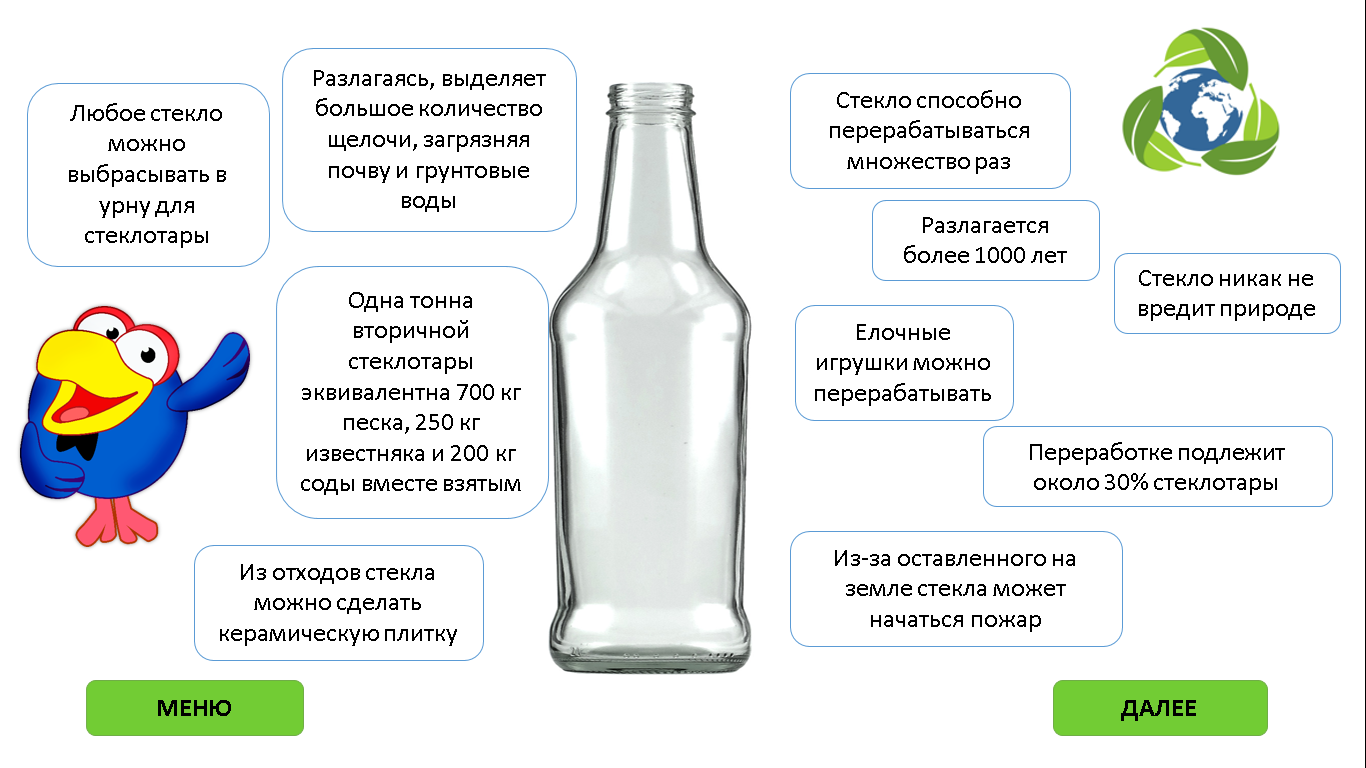 Любое стекло
можно
выбрасывать в
урну для
стеклотары
Разлагаясь, выделяет
большое количество
щелочи, загрязняя
почву и грунтовые
воды
Стекло способно
перерабатываться
множество раз
Разлагается
более 1000 лет
Стекло никак не
вредит природе
Одна тонна
вторичной
стеклотары
эквивалентна 700 кг
песка, 250 кг
известняка и 200 кг
соды вместе взятым
Елочные
игрушки можно
перерабатывать
Переработке подлежит
около 30% стеклотары
Из отходов стекла
можно сделать
керамическую плитку
Из-за оставленного на
земле стекла может
начаться пожар
МЕНЮ
ДАЛЕЕ